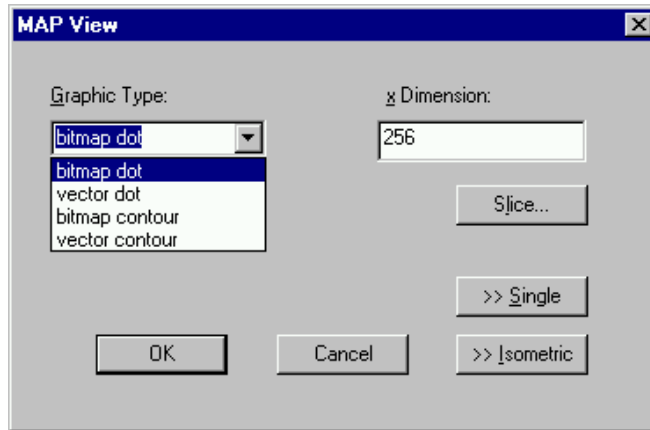 MAP View
Graphic Type:
x Dimension:
bitmap dot
256
bitmap dot
vector dot
bitmap contour
vector contour
Slice...
>> Single
OK
Cancel
>> Isometric